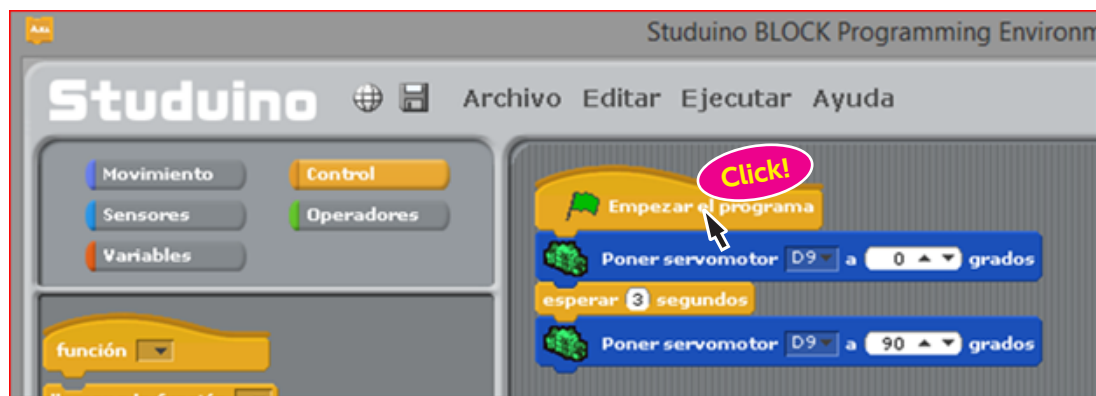 Studuino BLOCK Programming Environm
Studuino Archivo Editar Ejecutar Ayuda
Movimiento Control
Sensores Operadores
Variables
función
Click!
Empezar el programa
Poner servomotor D9 a 0 grados
esperar 3 segundos
Poner servomotor D9 a 90 grados